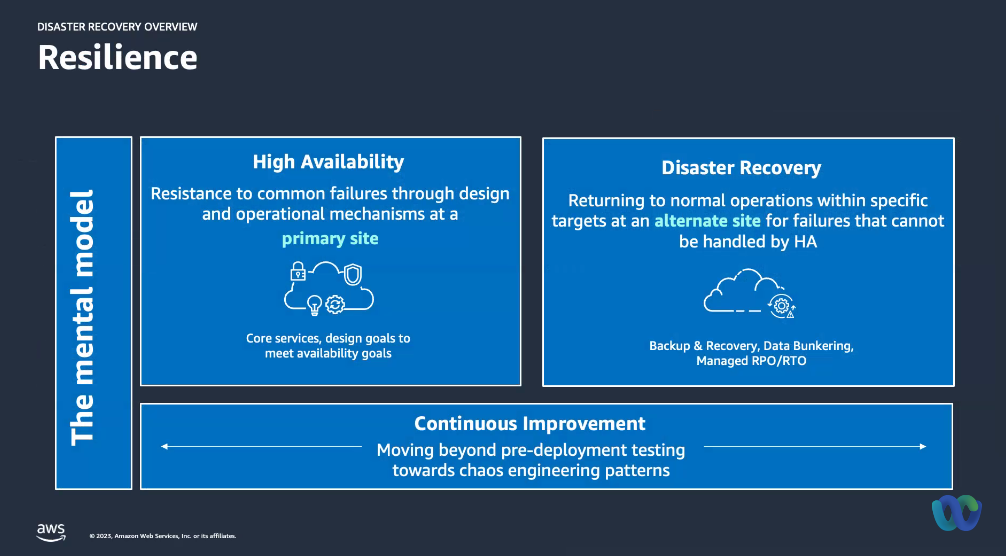 DISASTER RECOVERY OVERVIEW
Resilience
The mental model
High Availability
Resistance to common failures through design
and operational mechanisms at a
primary site
Core services, design goals to
meet availability goals
Disaster Recovery
Returning to normal operations within specific
targets at an alternate site for failures that cannot
be handled by HA
Backup & Recovery, Data Bunkering,
Managed RPO/RTO
Continuous Improvement
Moving beyond pre-deployment testing
towards chaos engineering patterns
aws
© 2023, Amazon Web Services, Inc. or its affiliates.